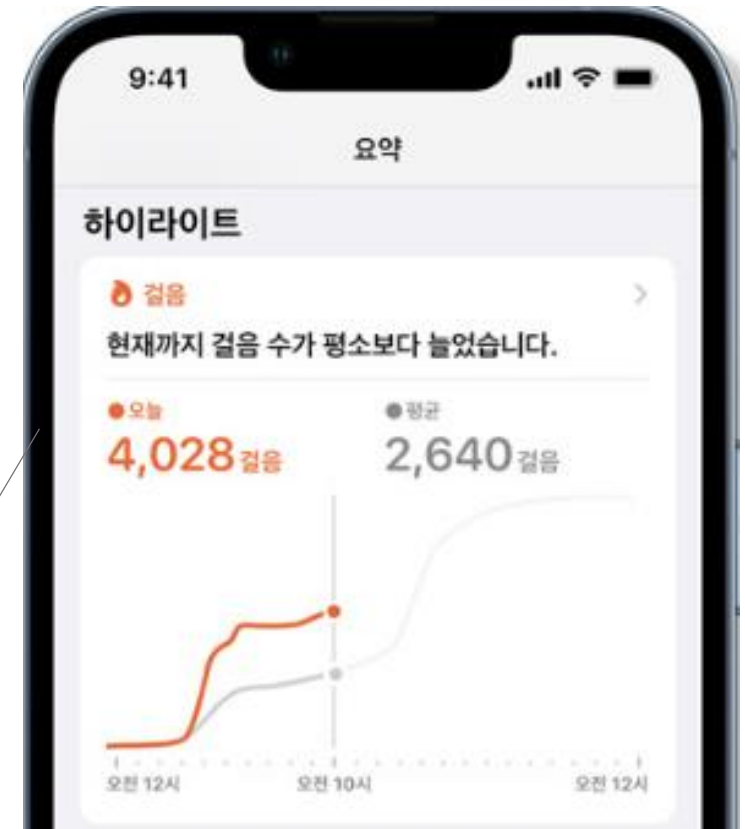 9:41
요약
하이라이트
걸음
현재까지 걸음 수가 평소보다 늘었습니다.
오늘 평균
4,028걸음 2,640걸음
오전 12시 오전 10시 오전 12시